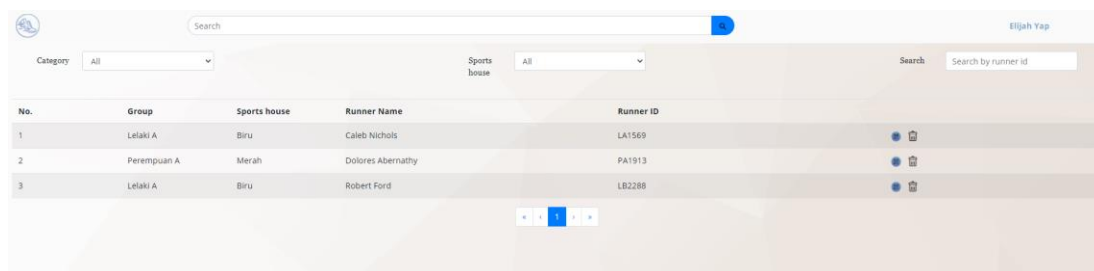 Search
Elijah Yap
Category All Sports house All Search Search by runner id
No. Group Sports house Runner Name Runner ID
1 Lelaki A Biru Caleb Nichols LA1569
2 Perempuan A Merah Dolores Abernathy PA1913
3 Lelaki A Biru Robert Ford LB2288
« ‹ 1 › »